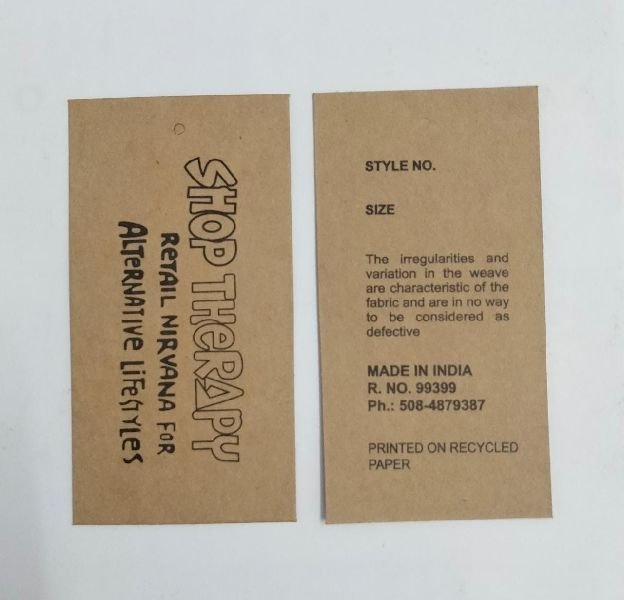 SHOP THERAPY
RETAIL NIRVANA FOR
ALTERNATIVE LIFESTYLES
STYLE NO.
SIZE
The irregularities and
variation in the weave
are characteristic of the
fabric and are in no way
to be considered as
defective
MADE IN INDIA
R. NO. 99399
Ph.: 508-4879387
PRINTED ON RECYCLED
PAPER